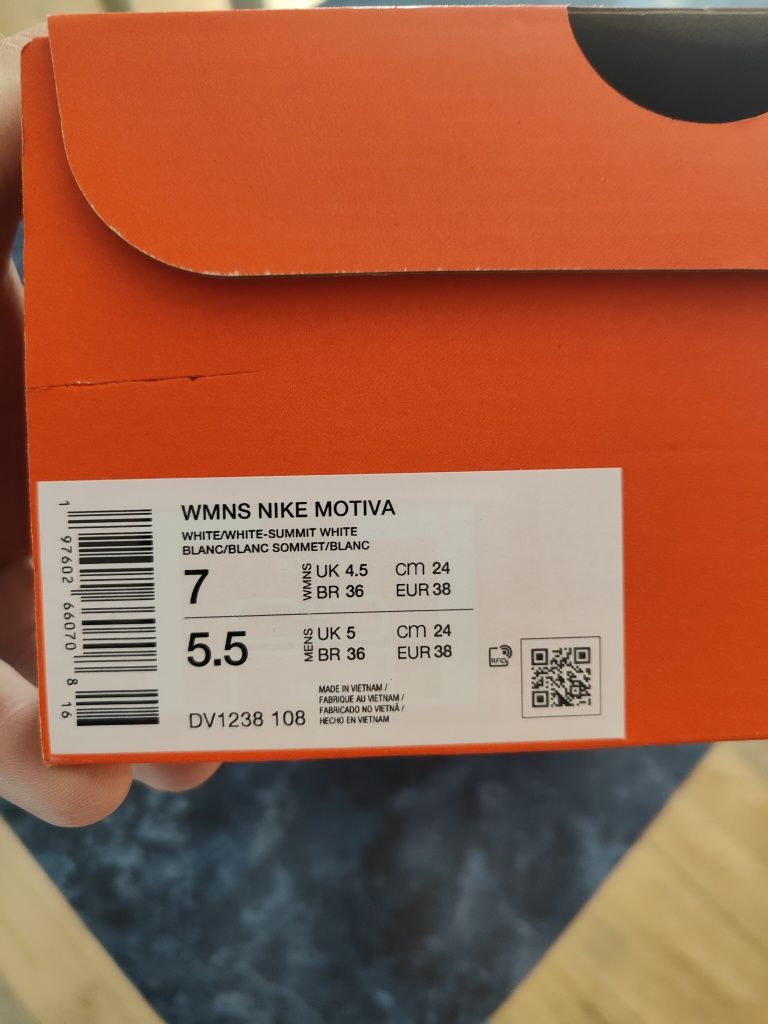 WMNS NIKE MOTIVA
WHITE/WHITE-SUMMIT WHITE
BLANC/BLANC SOMMET/BLANC
7
WMNS
UK 4.5 cm 24
BR 36 EUR 38
5.5
MENS
UK 5 cm 24
BR 36 EUR 38
RFID
MADE IN VIETNAM /
FABRIQUE AU VIETNAM /
FABRICADO NO VIETNÃ /
HECHO EN VIETNAM
DV1238 108
1 97602 66070 8 16